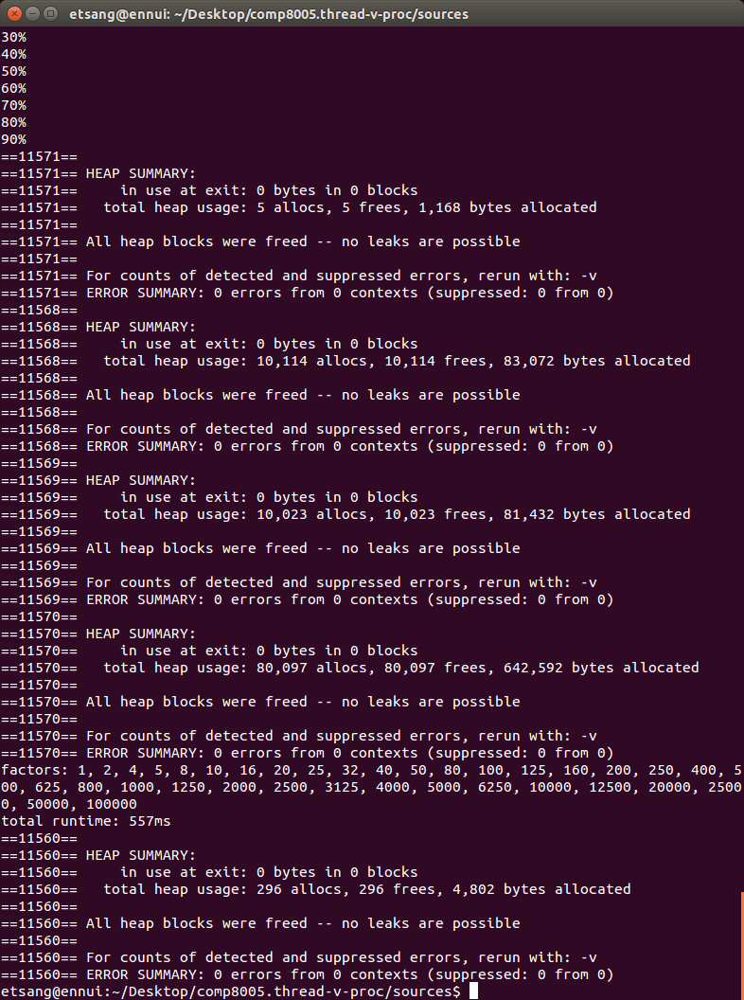 etsang@ennui: ~/Desktop/comp8005.thread-v-proc/sources
30%
40%
50%
60%
70%
80%
90%
==11571==
==11571== HEAP SUMMARY:
==11571==     in use at exit: 0 bytes in 0 blocks
==11571==   total heap usage: 5 allocs, 5 frees, 1,168 bytes allocated
==11571==
==11571== All heap blocks were freed -- no leaks are possible
==11571==
==11571== For counts of detected and suppressed errors, rerun with: -v
==11571== ERROR SUMMARY: 0 errors from 0 contexts (suppressed: 0 from 0)
==11568==
==11568== HEAP SUMMARY:
==11568==     in use at exit: 0 bytes in 0 blocks
==11568==   total heap usage: 10,114 allocs, 10,114 frees, 83,072 bytes allocated
==11568==
==11568== All heap blocks were freed -- no leaks are possible
==11568==
==11568== For counts of detected and suppressed errors, rerun with: -v
==11568== ERROR SUMMARY: 0 errors from 0 contexts (suppressed: 0 from 0)
==11569==
==11569== HEAP SUMMARY:
==11569==     in use at exit: 0 bytes in 0 blocks
==11569==   total heap usage: 10,023 allocs, 10,023 frees, 81,432 bytes allocated
==11569==
==11569== All heap blocks were freed -- no leaks are possible
==11569==
==11569== For counts of detected and suppressed errors, rerun with: -v
==11569== ERROR SUMMARY: 0 errors from 0 contexts (suppressed: 0 from 0)
==11570==
==11570== HEAP SUMMARY:
==11570==     in use at exit: 0 bytes in 0 blocks
==11570==   total heap usage: 80,097 allocs, 80,097 frees, 642,592 bytes allocated
==11570==
==11570== All heap blocks were freed -- no leaks are possible
==11570==
==11570== For counts of detected and suppressed errors, rerun with: -v
==11570== ERROR SUMMARY: 0 errors from 0 contexts (suppressed: 0 from 0)
factors: 1, 2, 4, 5, 8, 10, 16, 20, 25, 32, 40, 50, 80, 100, 125, 160, 200, 250, 400, 5
00, 625, 800, 1000, 1250, 2000, 2500, 3125, 4000, 5000, 6250, 10000, 12500, 20000, 2500
0, 50000, 100000
total runtime: 557ms
==11560==
==11560== HEAP SUMMARY:
==11560==     in use at exit: 0 bytes in 0 blocks
==11560==   total heap usage: 296 allocs, 296 frees, 4,802 bytes allocated
==11560==
==11560== All heap blocks were freed -- no leaks are possible
==11560==
==11560== For counts of detected and suppressed errors, rerun with: -v
==11560== ERROR SUMMARY: 0 errors from 0 contexts (suppressed: 0 from 0)
etsang@ennui:~/Desktop/comp8005.thread-v-proc/sources$